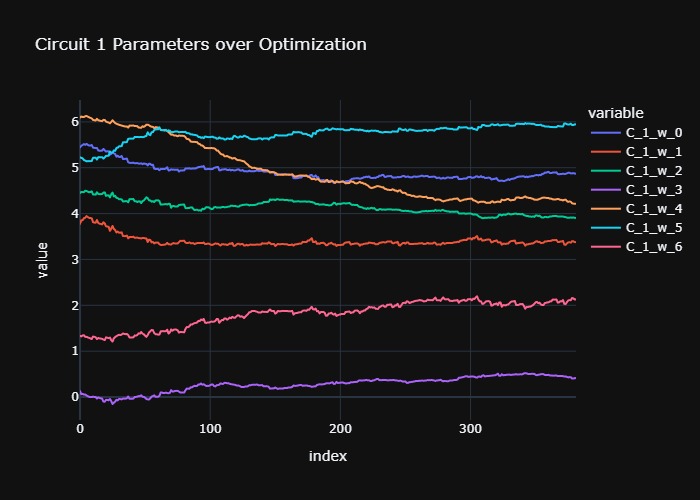 Circuit 1 Parameters over Optimization
variable
C_1_w_0
C_1_w_1
C_1_w_2
C_1_w_3
C_1_w_4
C_1_w_5
C_1_w_6
value
6
5
4
3
2
1
0
0 100 200 300
index